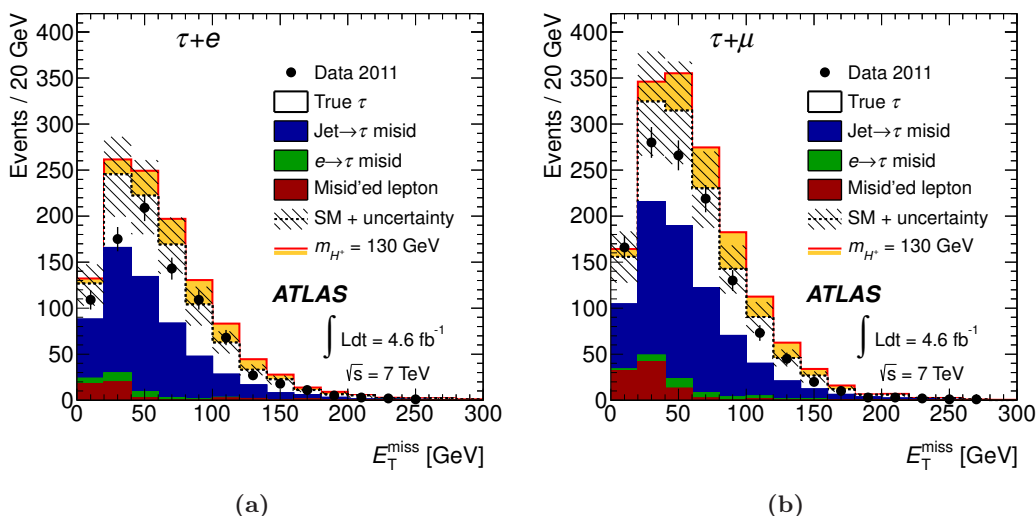 Events / 20 GeV
400
350
300
250
200
150
100
50
0
τ+e
Data 2011
True τ
Jet→τ misid
e→τ misid
Misid'ed lepton
SM + uncertainty
m_H⁺ = 130 GeV
ATLAS
∫ Ldt = 4.6 fb⁻¹
√s = 7 TeV
0 50 100 150 200 250 300
E_T^miss [GeV]
(a)
Events / 20 GeV
400
350
300
250
200
150
100
50
0
τ+μ
Data 2011
True τ
Jet→τ misid
e→τ misid
Misid'ed lepton
SM + uncertainty
m_H⁺ = 130 GeV
ATLAS
∫ Ldt = 4.6 fb⁻¹
√s = 7 TeV
0 50 100 150 200 250 300
E_T^miss [GeV]
(b)